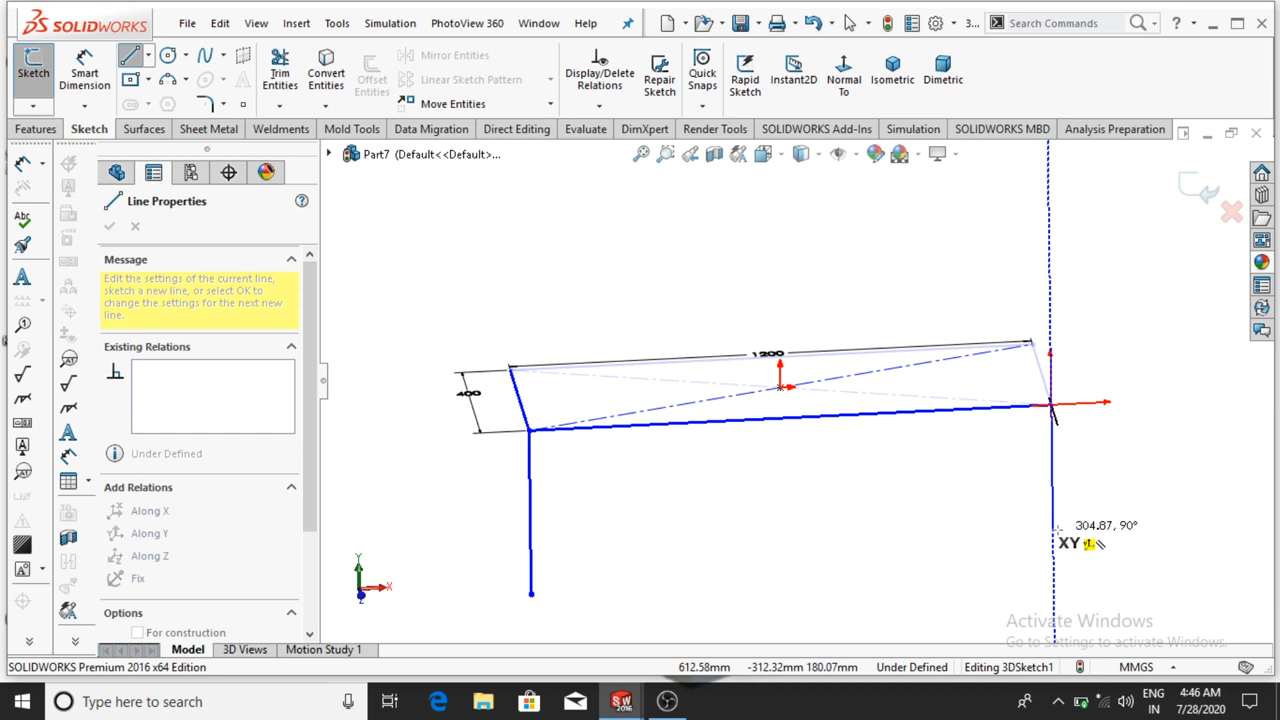 SOLIDWORKS File Edit View Insert Tools Simulation PhotoView 360 Window Help 3... Search Commands ?
Sketch Smart Dimension Trim Entities Convert Entities Offset Entities Mirror Entities Linear Sketch Pattern Move Entities Display/Delete Relations Repair Sketch Quick Snaps Rapid Sketch Instant2D Normal To Isometric Dimetric
Features Sketch Surfaces Sheet Metal Weldments Mold Tools Data Migration Direct Editing Evaluate DimXpert Render Tools SOLIDWORKS Add-Ins Simulation SOLIDWORKS MBD Analysis Preparation
Part7 (Default<<Default>...
Line Properties
Message
Edit the settings of the current line,
sketch a new line, or select OK to
change the settings for the next new
line.
Existing Relations
Under Defined
Add Relations
Along X
Along Y
Along Z
Fix
Options
For construction
1200
400
304.87, 90°
XY
Y
X
Z
Activate Windows
Go to Settings to activate Windows.
Model 3D Views Motion Study 1
SOLIDWORKS Premium 2016 x64 Edition 612.58mm -312.32mm 180.07mm Under Defined Editing 3DSketch1 MMGS
Type here to search
ENG
IN
4:46 AM
7/28/2020